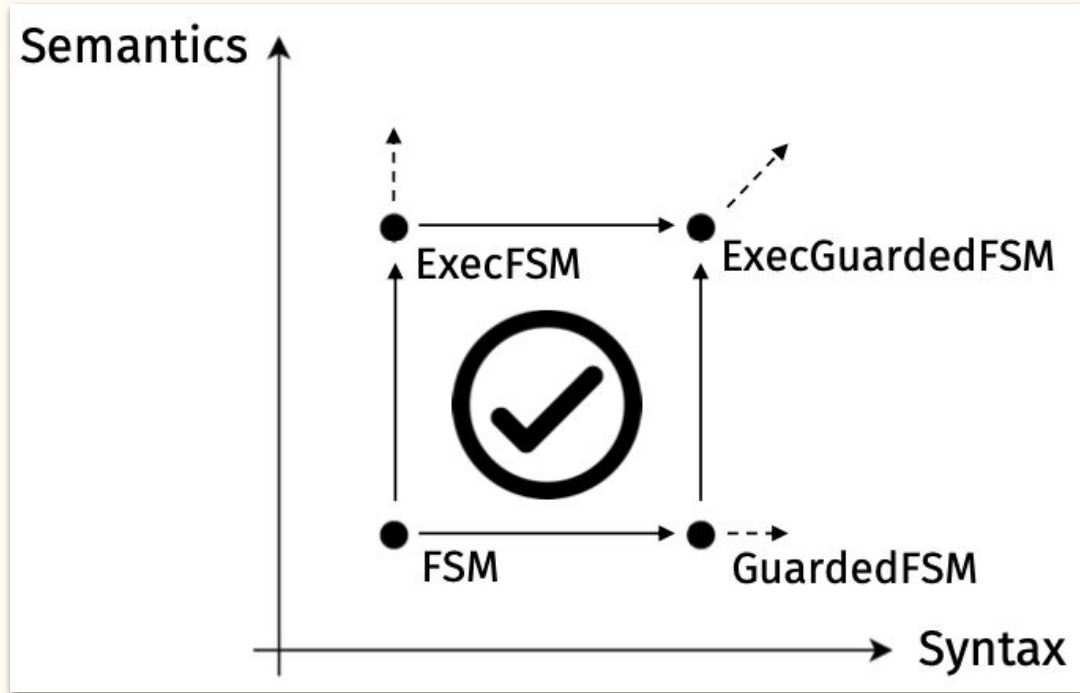 Semantics
ExecFSM
ExecGuardedFSM
FSM
GuardedFSM
Syntax